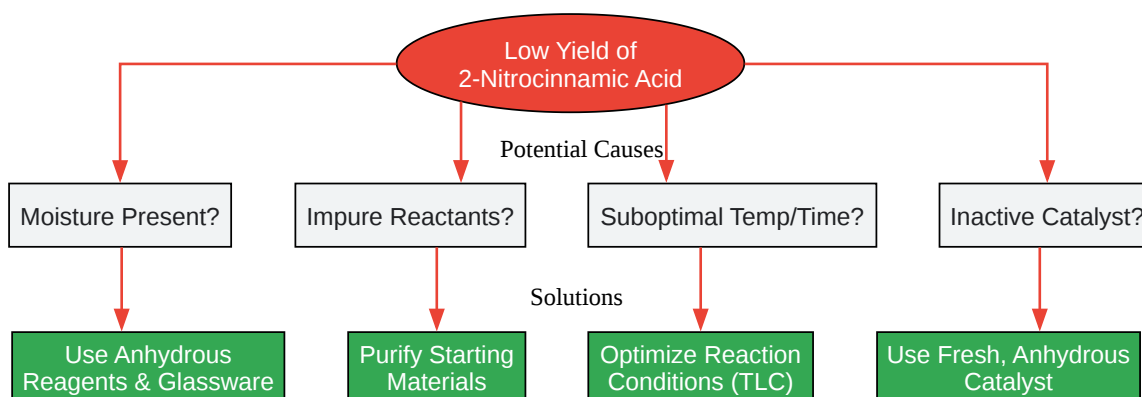 Low Yield of
2-Nitrocinnamic Acid
Potential Causes
Moisture Present?
Impure Reactants?
Suboptimal Temp/Time?
Inactive Catalyst?
Solutions
Use Anhydrous
Reagents & Glassware
Purify Starting
Materials
Optimize Reaction
Conditions (TLC)
Use Fresh, Anhydrous
Catalyst